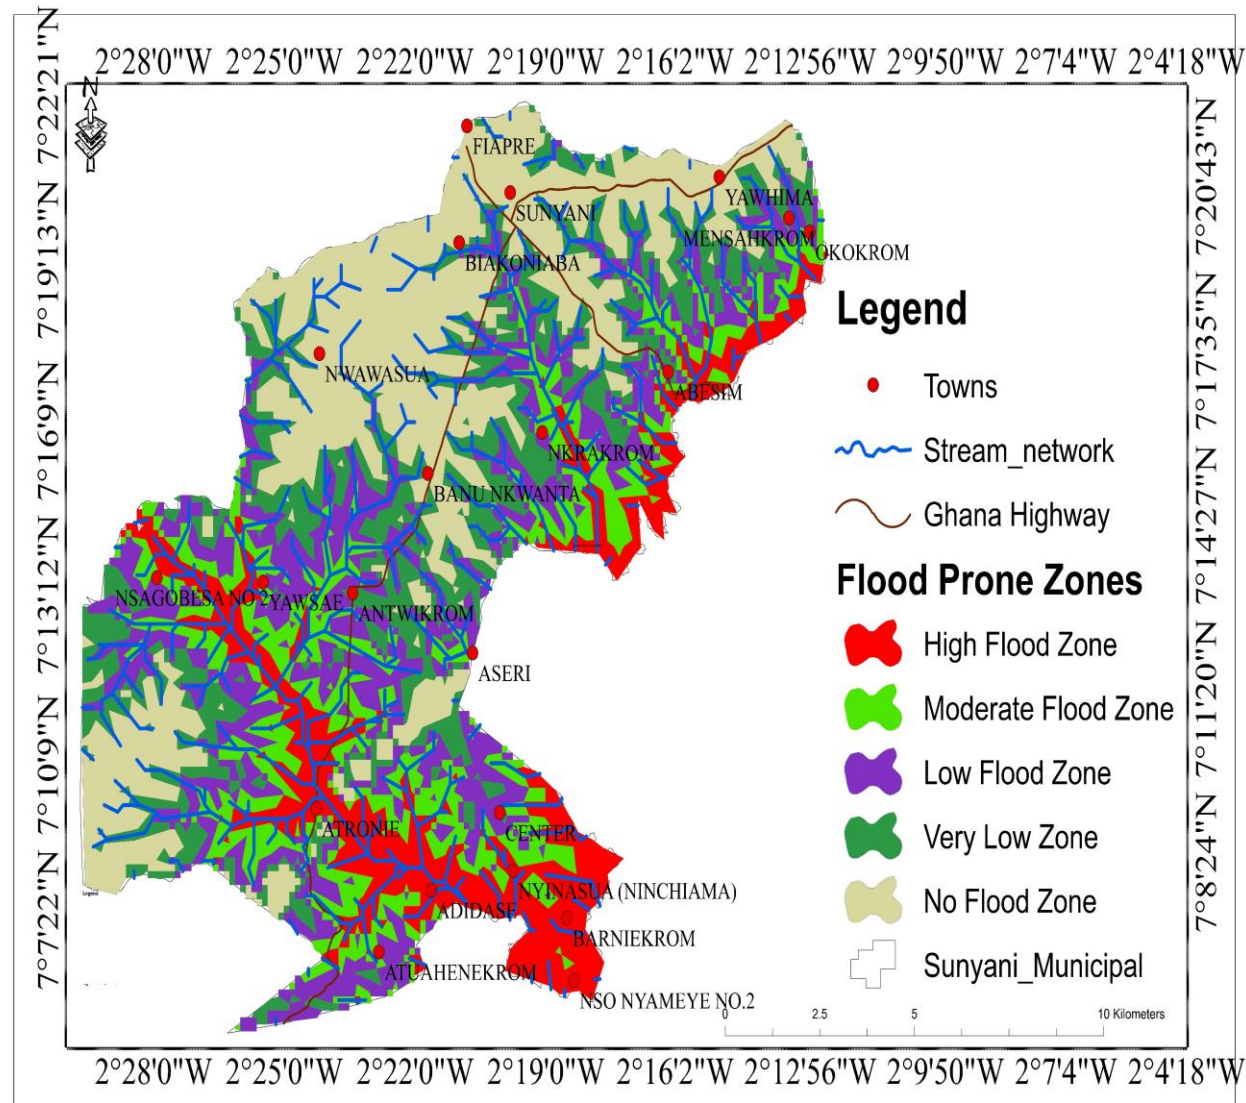 2°28'0"W 2°25'0"W 2°22'0"W 2°19'0"W 2°16'2"W 2°12'56"W 2°9'50"W 2°7'4"W 2°4'18"W
7°22'21"N
7°19'13"N
7°16'9"N
7°13'12"N
7°10'9"N
7°7'22"N
7°20'43"N
7°17'35"N
7°14'27"N
7°11'20"N
7°8'24"N
N
FIAPRE
YAWHIMA
SUNYANI
MENSAHKROM
OKOKROM
BIAKONIABA
NWAWASUA
ABESIM
NKRAKROM
BANU NKWANTA
NSAGOBESA NO 2
YAWSAE
ANTWIKROM
ASERI
ATRONIE
CENTER
NYINASUA (NINCHIAMA)
ADIDASE
BARNIEKROM
ATUAHENEKROM
NSO NYAMEYE NO.2
Legend
Legend
Towns
Stream_network
Ghana Highway
Flood Prone Zones
High Flood Zone
Moderate Flood Zone
Low Flood Zone
Very Low Zone
No Flood Zone
Sunyani_Municipal
0 2.5 5 10 Kilometers
2°28'0"W 2°25'0"W 2°22'0"W 2°19'0"W 2°16'2"W 2°12'56"W 2°9'50"W 2°7'4"W 2°4'18"W